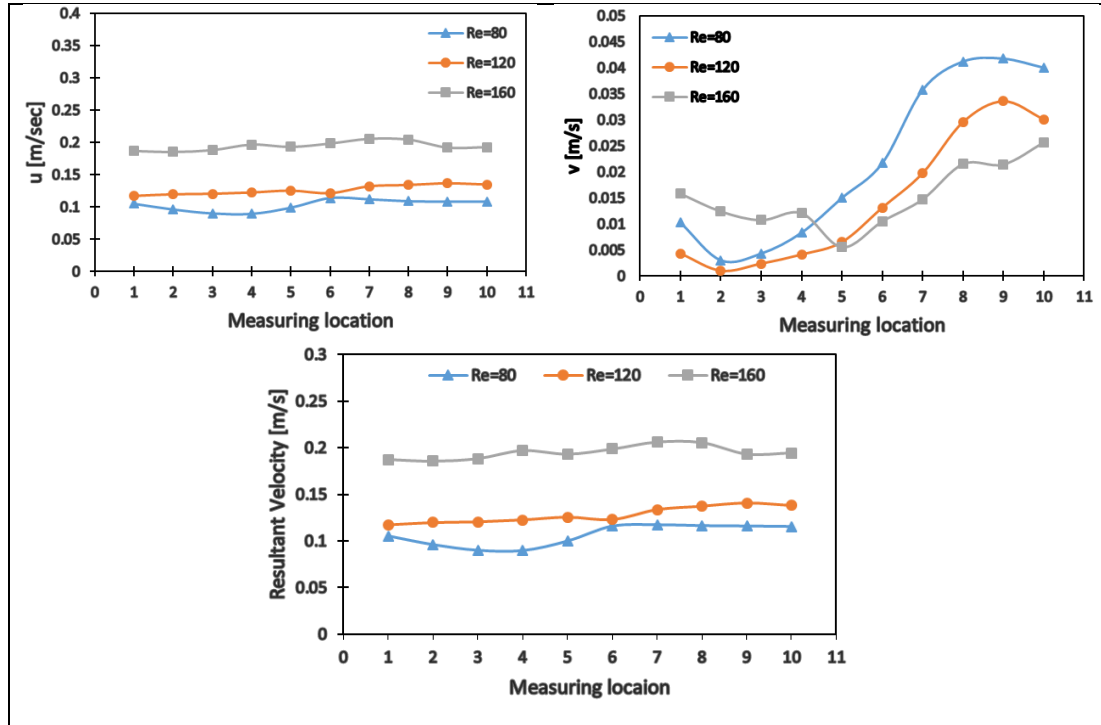 0.4
0.35
0.3
0.25
0.2
0.15
0.1
0.05
0
u [m/sec]
Re=80
Re=120
Re=160
0 1 2 3 4 5 6 7 8 9 10 11
Measuring location
0.05
0.045
0.04
0.035
0.03
0.025
0.02
0.015
0.01
0.005
0
v [m/s]
Re=80
Re=120
Re=160
0 1 2 3 4 5 6 7 8 9 10 11
Measuring location
0.3
0.25
0.2
0.15
0.1
0.05
0
Resultant Velocity [m/s]
Re=80 Re=120 Re=160
0 1 2 3 4 5 6 7 8 9 10 11
Measuring locaion